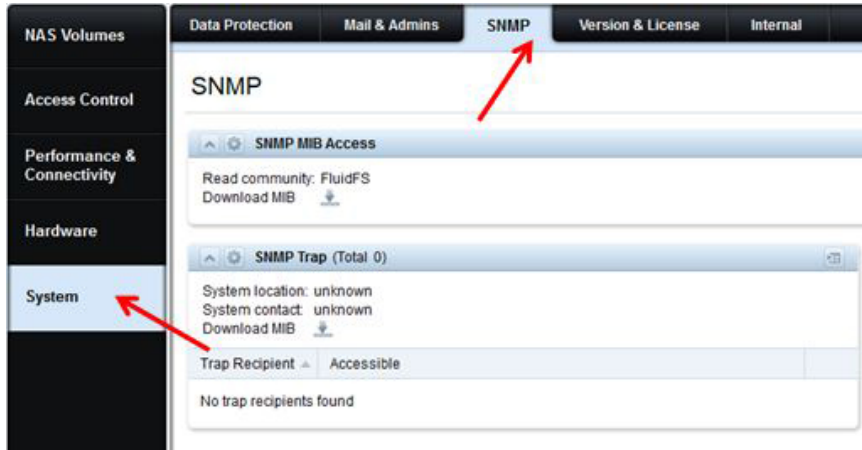 NAS Volumes
Access Control
Performance &
Connectivity
Hardware
System
Data Protection Mail & Admins SNMP Version & License Internal
SNMP
SNMP MIB Access
Read community: FluidFS
Download MIB
SNMP Trap (Total 0)
System location: unknown
System contact: unknown
Download MIB
Trap Recipient Accessible
No trap recipients found